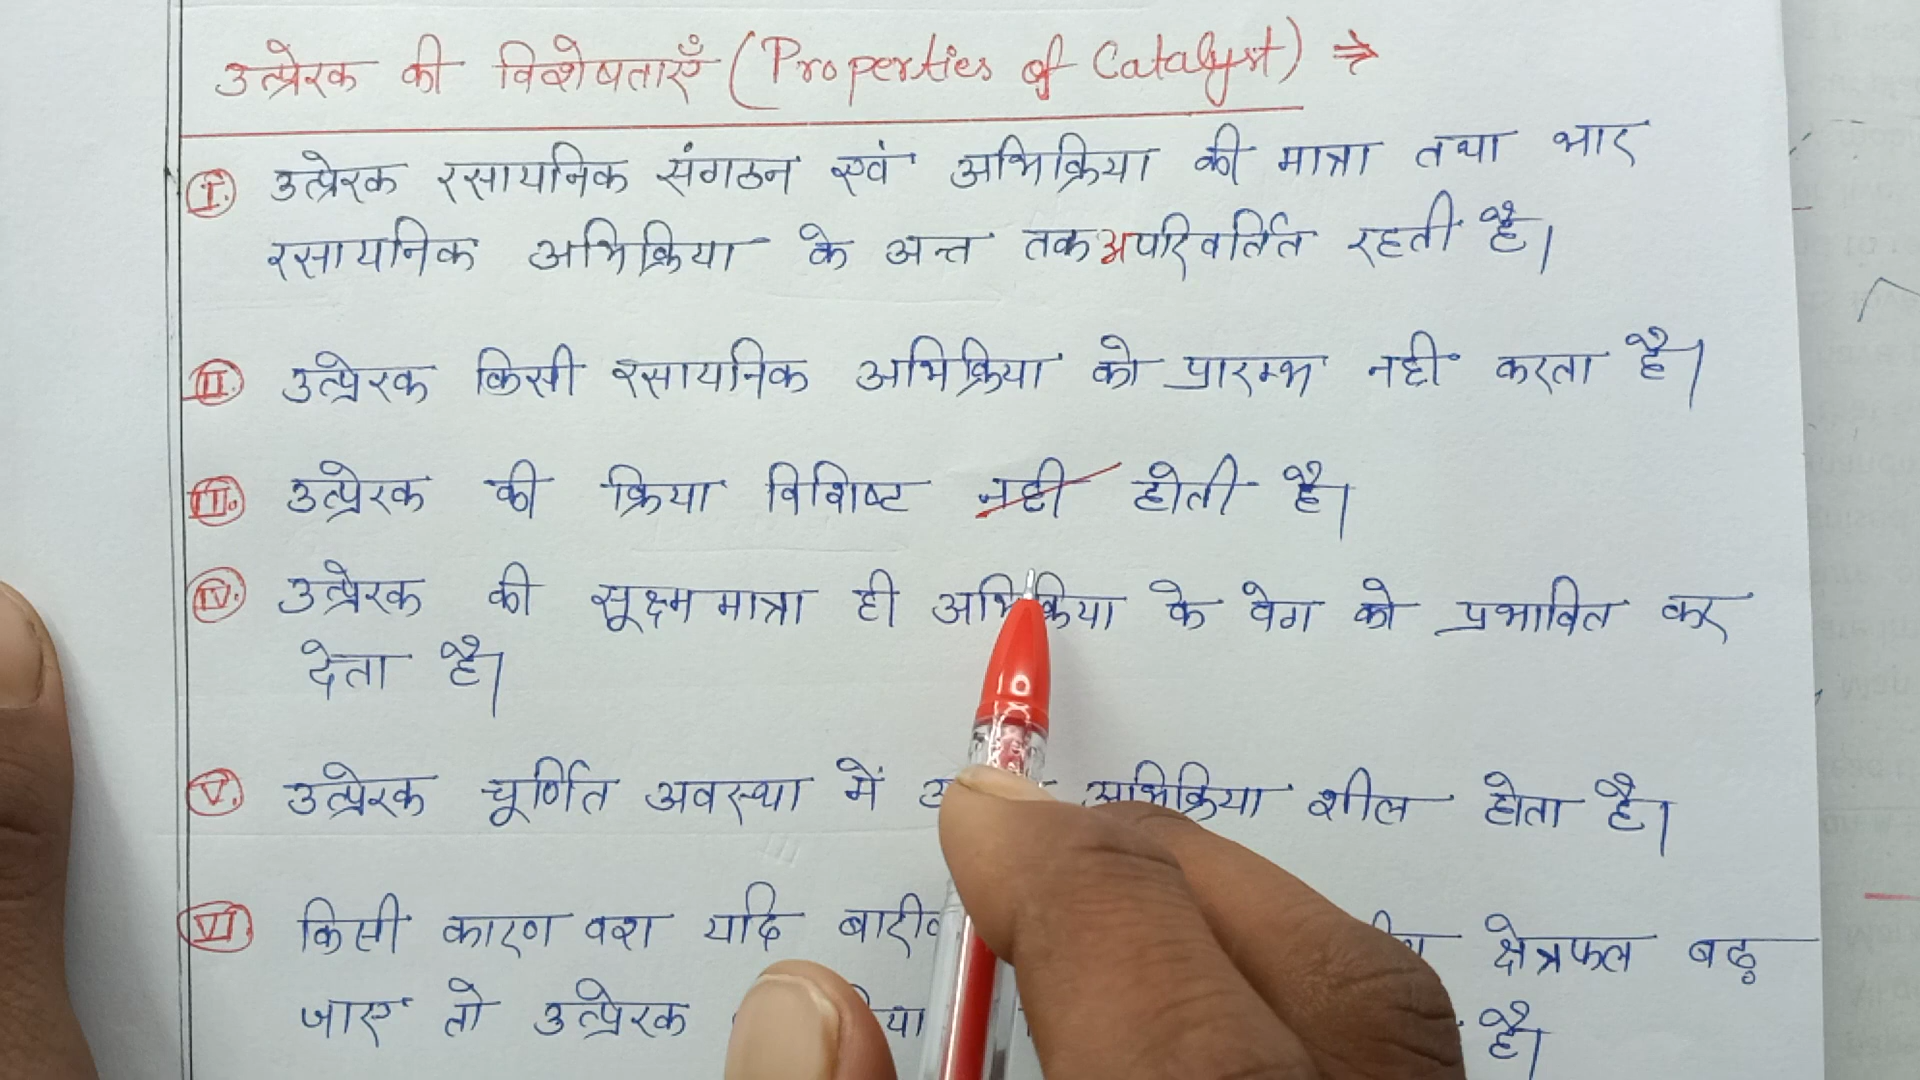 उत्प्रेरक की विशेषताएँ (Properties of Catalyst) ⇒
I. उत्प्रेरक रसायनिक संगठन एवं अभिक्रिया की मात्रा तथा भार
रसायनिक अभिक्रिया के अन्त तक अपरिवर्तित रहती है।
II. उत्प्रेरक किसी रसायनिक अभिक्रिया को प्रारम्भ नही करता है।
III. उत्प्रेरक की क्रिया विशिष्ट नही होती है।
IV. उत्प्रेरक की सूक्ष्म मात्रा ही अभिक्रिया के वेग को प्रभावित कर
देता है।
V. उत्प्रेरक चूर्णित अवस्था में अभिक्रिया शील होता है।
VI. किसी कारण वश यदि क्षेत्रफल बढ़
जाए तो उत्प्रेरक है।